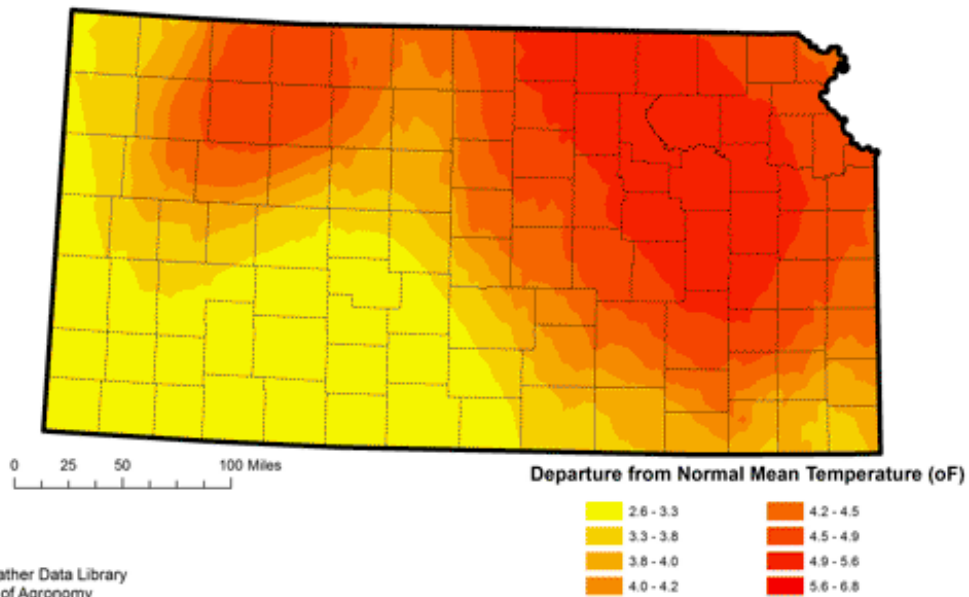 0 25 50 100 Miles
Departure from Normal Mean Temperature (oF)
2.6 - 3.3
3.3 - 3.8
3.8 - 4.0
4.0 - 4.2
4.2 - 4.5
4.5 - 4.9
4.9 - 5.6
5.6 - 6.8
ather Data Library
of Agronomy